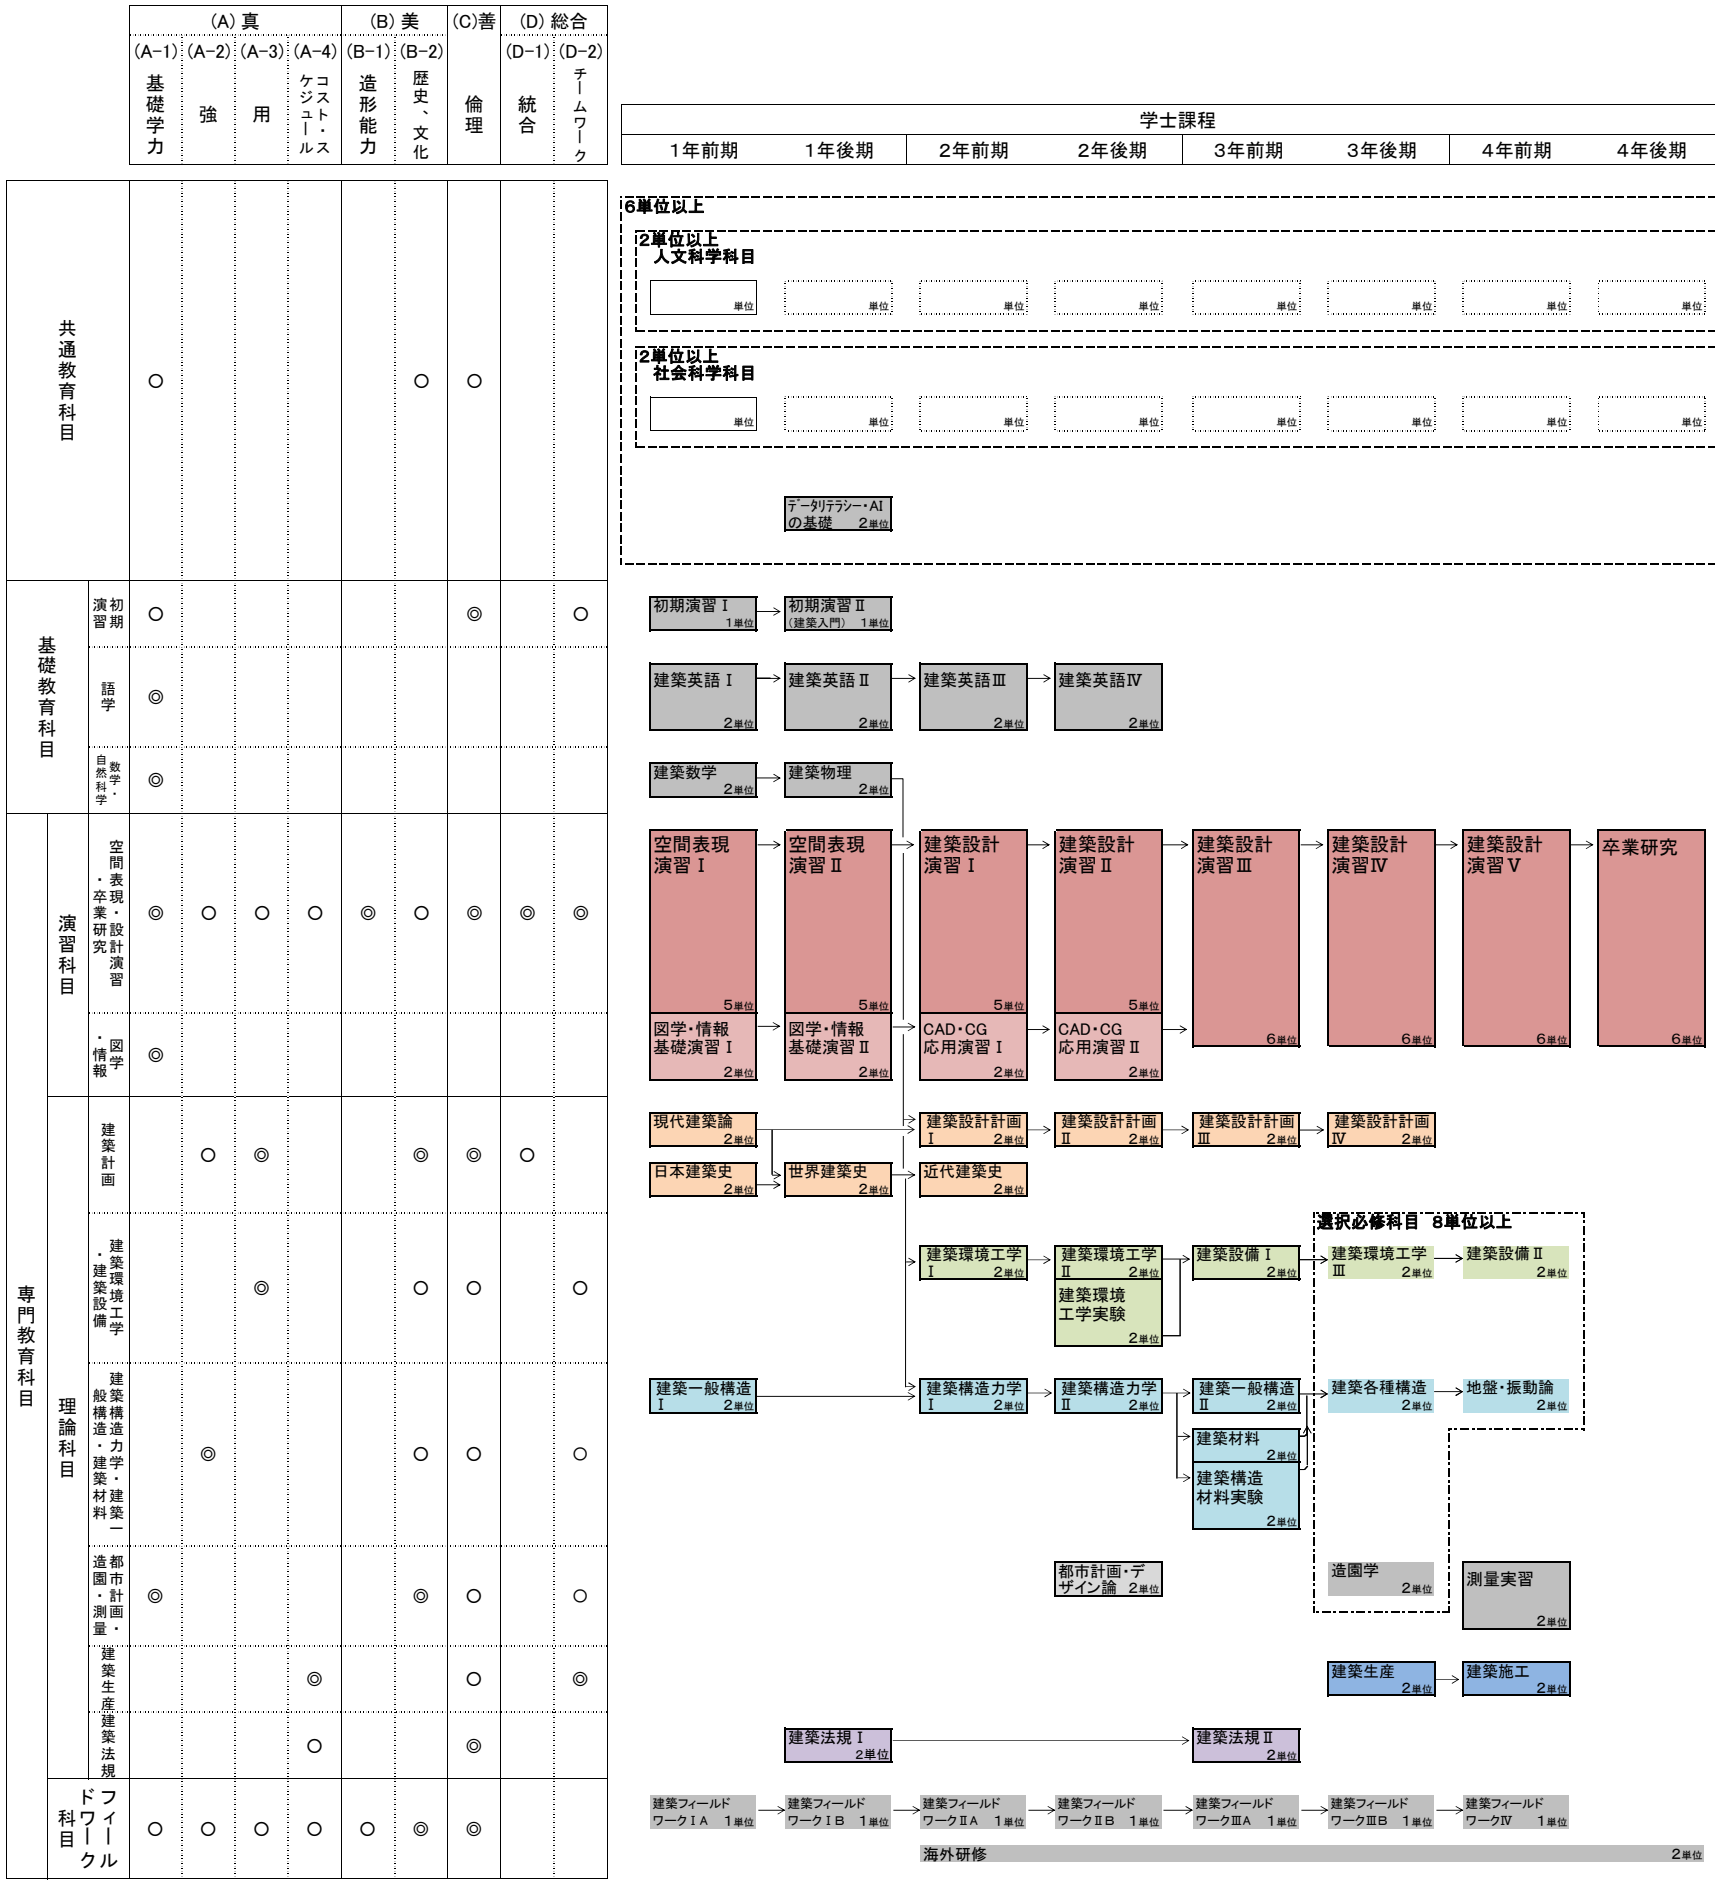 (A) 真
(B) 美
(C)善
(D) 総合
(A-1)
(A-2)
(A-3)
(A-4)
(B-1)
(B-2)
(D-1)
(D-2)
基礎学力
強
用
コスト・ス
ケジュール
造形能力
歴史、文化
倫理
統合
チームワーク
学士課程
1年前期
1年後期
2年前期
2年後期
3年前期
3年後期
4年前期
4年後期
共通教育科目
○
○
○
6単位以上
2単位以上
人文科学科目
単位
単位
単位
単位
単位
単位
単位
単位
2単位以上
社会科学科目
単位
単位
単位
単位
単位
単位
単位
単位
データリテラシー・AI
の基礎 2単位
基礎教育科目
初期
演習
○
◎
○
初期演習Ⅰ
1単位
初期演習Ⅱ
(建築入門) 1単位
語学
◎
建築英語Ⅰ
2単位
建築英語Ⅱ
2単位
建築英語Ⅲ
2単位
建築英語Ⅳ
2単位
数学・
自然科学
◎
建築数学
2単位
建築物理
2単位
専門教育科目
演習科目
空間表現・設計演習
・卒業研究
◎
○
○
○
◎
○
◎
◎
◎
空間表現
演習Ⅰ
5単位
空間表現
演習Ⅱ
5単位
建築設計
演習Ⅰ
5単位
建築設計
演習Ⅱ
5単位
建築設計
演習Ⅲ
6単位
建築設計
演習Ⅳ
6単位
建築設計
演習Ⅴ
6単位
卒業研究
6単位
図学
・情報
◎
図学・情報
基礎演習Ⅰ
2単位
図学・情報
基礎演習Ⅱ
2単位
CAD・CG
応用演習Ⅰ
2単位
CAD・CG
応用演習Ⅱ
2単位
理論科目
建築計画
○
◎
◎
◎
○
現代建築論
2単位
建築設計計画
Ⅰ 2単位
建築設計計画
Ⅱ 2単位
建築設計計画
Ⅲ 2単位
建築設計計画
Ⅳ 2単位
日本建築史
2単位
世界建築史
2単位
近代建築史
2単位
建築環境工学
・建築設備
◎
○
○
○
選択必修科目 8単位以上
建築環境工学
Ⅰ 2単位
建築環境工学
Ⅱ 2単位
建築環境
工学実験
2単位
建築設備Ⅰ
2単位
建築環境工学
Ⅲ 2単位
建築設備Ⅱ
2単位
建築構造力学・建築一
般構造・建築材料
◎
○
○
○
建築一般構造
Ⅰ 2単位
建築構造力学
Ⅰ 2単位
建築構造力学
Ⅱ 2単位
建築一般構造
Ⅱ 2単位
建築材料
2単位
建築構造
材料実験
2単位
建築各種構造
2単位
地盤・振動論
2単位
都市計画・
造園・測量
◎
◎
○
○
都市計画・デ
ザイン論 2単位
造園学
2単位
測量実習
2単位
建築生産
◎
○
◎
建築生産
2単位
建築施工
2単位
建築法規
○
◎
建築法規Ⅰ
2単位
建築法規Ⅱ
2単位
フィール
ドワーク
科目
○
○
○
○
○
◎
◎
建築フィールド
ワークⅠA 1単位
建築フィールド
ワークⅠB 1単位
建築フィールド
ワークⅡA 1単位
建築フィールド
ワークⅡB 1単位
建築フィールド
ワークⅢA 1単位
建築フィールド
ワークⅢB 1単位
建築フィールド
ワークⅣ 1単位
海外研修 2単位